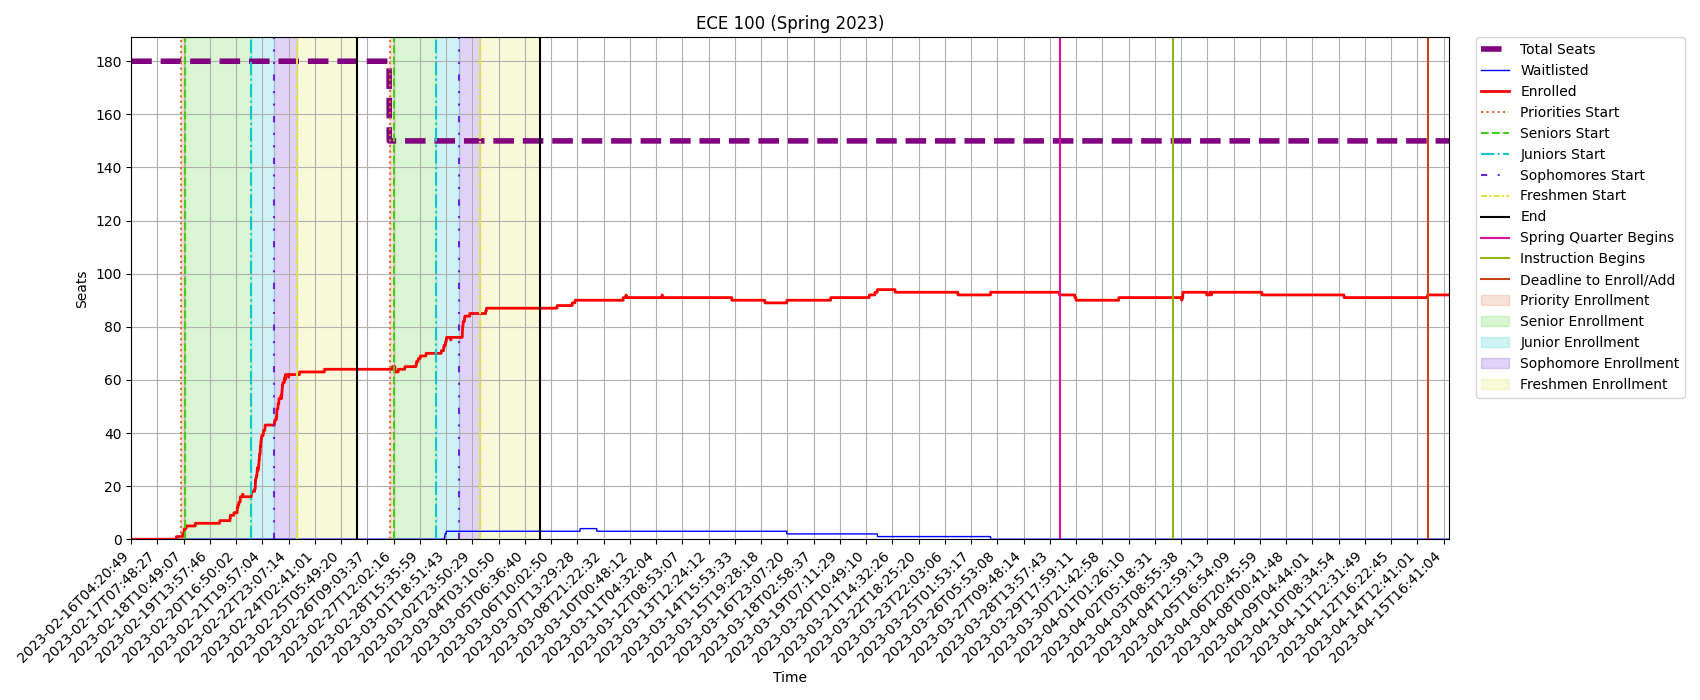 ECE 100 (Spring 2023)
Seats
180
160
140
120
100
80
60
40
20
0
2023-02-16T04:20:49
2023-02-17T07:48:27
2023-02-18T10:49:07
2023-02-19T13:57:46
2023-02-20T16:50:02
2023-02-21T19:57:04
2023-02-22T23:07:14
2023-02-24T02:41:01
2023-02-25T05:49:20
2023-02-26T09:03:37
2023-02-27T12:02:16
2023-02-28T15:35:59
2023-03-01T18:51:43
2023-03-02T23:50:29
2023-03-04T03:10:50
2023-03-05T06:36:40
2023-03-06T10:02:50
2023-03-07T13:29:28
2023-03-08T21:22:32
2023-03-10T00:48:12
2023-03-11T04:32:04
2023-03-12T08:53:07
2023-03-13T12:24:12
2023-03-14T15:53:33
2023-03-15T19:28:18
2023-03-16T23:07:20
2023-03-18T02:58:37
2023-03-19T07:11:29
2023-03-20T10:49:10
2023-03-21T14:32:26
2023-03-22T18:25:20
2023-03-23T22:03:06
2023-03-25T01:53:17
2023-03-26T05:53:08
2023-03-27T09:48:14
2023-03-28T13:57:43
2023-03-29T17:59:11
2023-03-30T21:42:58
2023-04-01T01:26:10
2023-04-02T05:18:31
2023-04-03T08:55:38
2023-04-04T12:59:13
2023-04-05T16:54:09
2023-04-06T20:45:59
2023-04-08T00:41:48
2023-04-09T04:44:01
2023-04-10T08:34:54
2023-04-11T12:31:49
2023-04-12T16:22:45
2023-04-14T12:41:01
2023-04-15T16:41:04
Time
Total Seats
Waitlisted
Enrolled
Priorities Start
Seniors Start
Juniors Start
Sophomores Start
Freshmen Start
End
Spring Quarter Begins
Instruction Begins
Deadline to Enroll/Add
Priority Enrollment
Senior Enrollment
Junior Enrollment
Sophomore Enrollment
Freshmen Enrollment